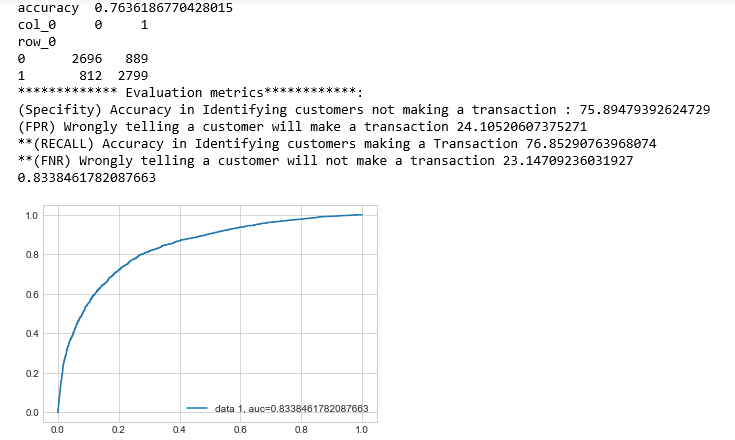 accuracy 0.7636186770428015
col_0 0 1
row_0
0 2696 889
1 812 2799
************* Evaluation metrics************:
(Specifity) Accuracy in Identifying customers not making a transaction : 75.89479392624729
(FPR) Wrongly telling a customer will make a transaction 24.10520607375271
**(RECALL) Accuracy in Identifying customers making a Transaction 76.85290763968074
**(FNR) Wrongly telling a customer will not make a transaction 23.14709236031927
0.8338461782087663
1.0
0.8
0.6
0.4
0.2
0.0
data 1, auc=0.8338461782087663
0.0 0.2 0.4 0.6 0.8 1.0